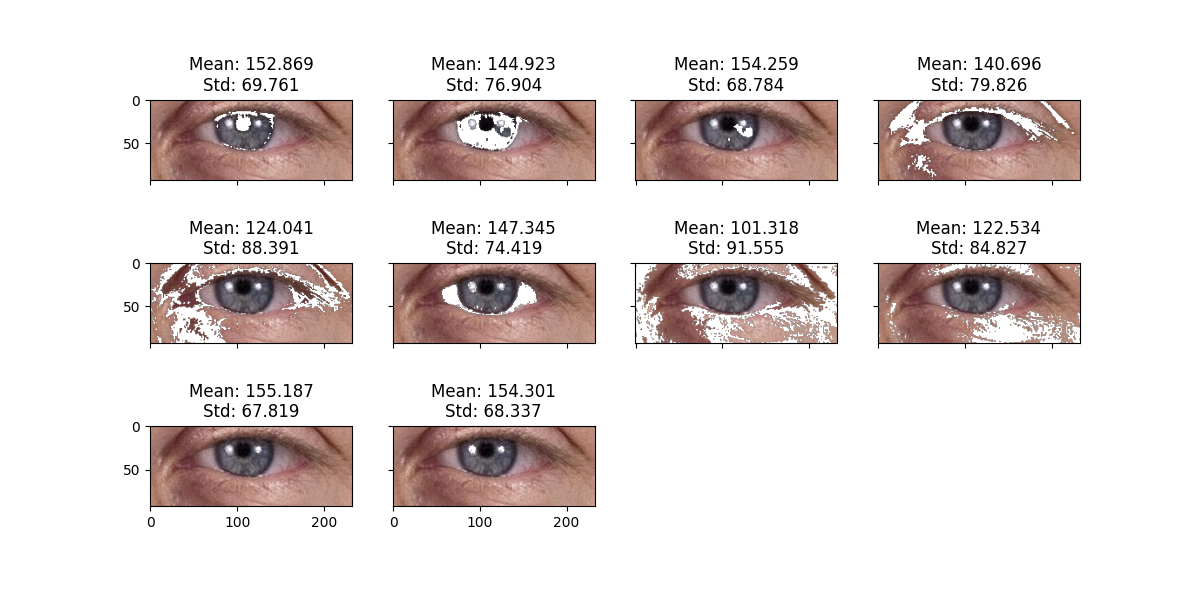 Mean: 152.869
Std: 69.761
Mean: 144.923
Std: 76.904
Mean: 154.259
Std: 68.784
Mean: 140.696
Std: 79.826
0
50
Mean: 124.041
Std: 88.391
Mean: 147.345
Std: 74.419
Mean: 101.318
Std: 91.555
Mean: 122.534
Std: 84.827
0
50
Mean: 155.187
Std: 67.819
Mean: 154.301
Std: 68.337
0
50
0 100 200 0 100 200